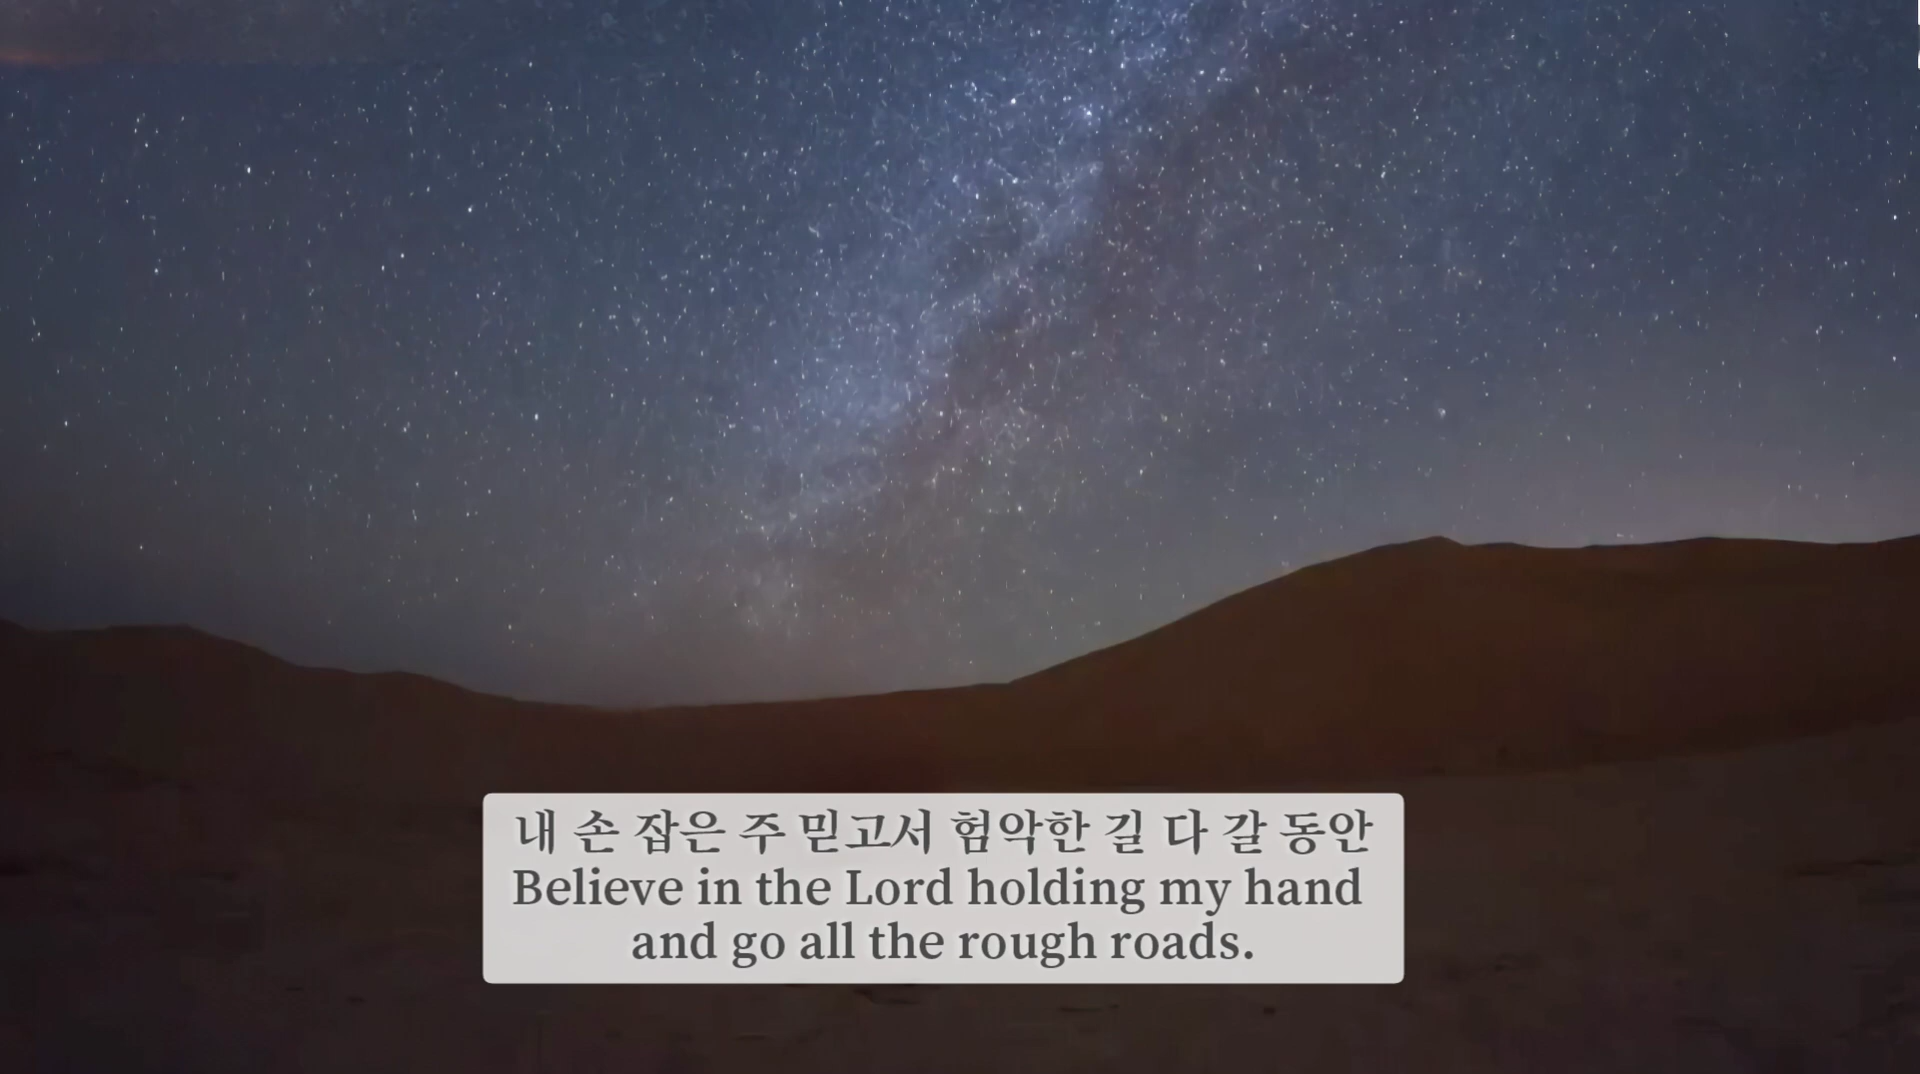 내 손 잡은 주 믿고서 험악한 길 다 갈 동안
Believe in the Lord holding my hand
and go all the rough roads.